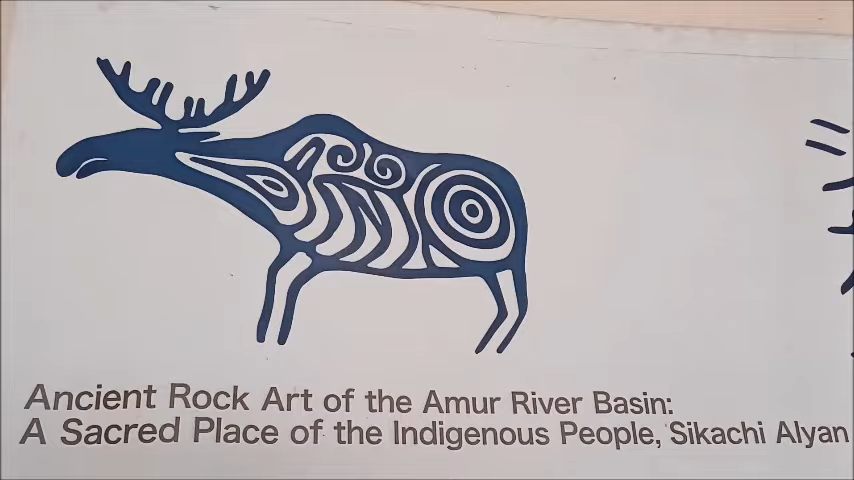 Ancient Rock Art of the Amur River Basin:
A Sacred Place of the Indigenous People, Sikachi Alyan